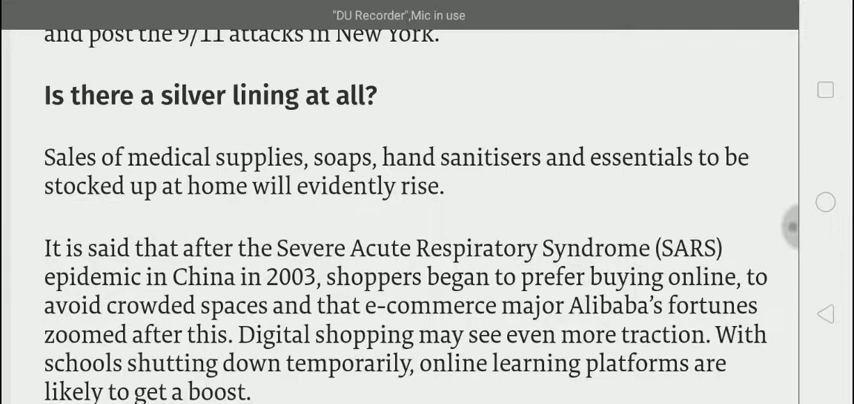 "DU Recorder",Mic in use
and post the 9/11 attacks in New York.
Is there a silver lining at all?
Sales of medical supplies, soaps, hand sanitisers and essentials to be
stocked up at home will evidently rise.
It is said that after the Severe Acute Respiratory Syndrome (SARS)
epidemic in China in 2003, shoppers began to prefer buying online, to
avoid crowded spaces and that e-commerce major Alibaba’s fortunes
zoomed after this. Digital shopping may see even more traction. With
schools shutting down temporarily, online learning platforms are
likely to get a boost.